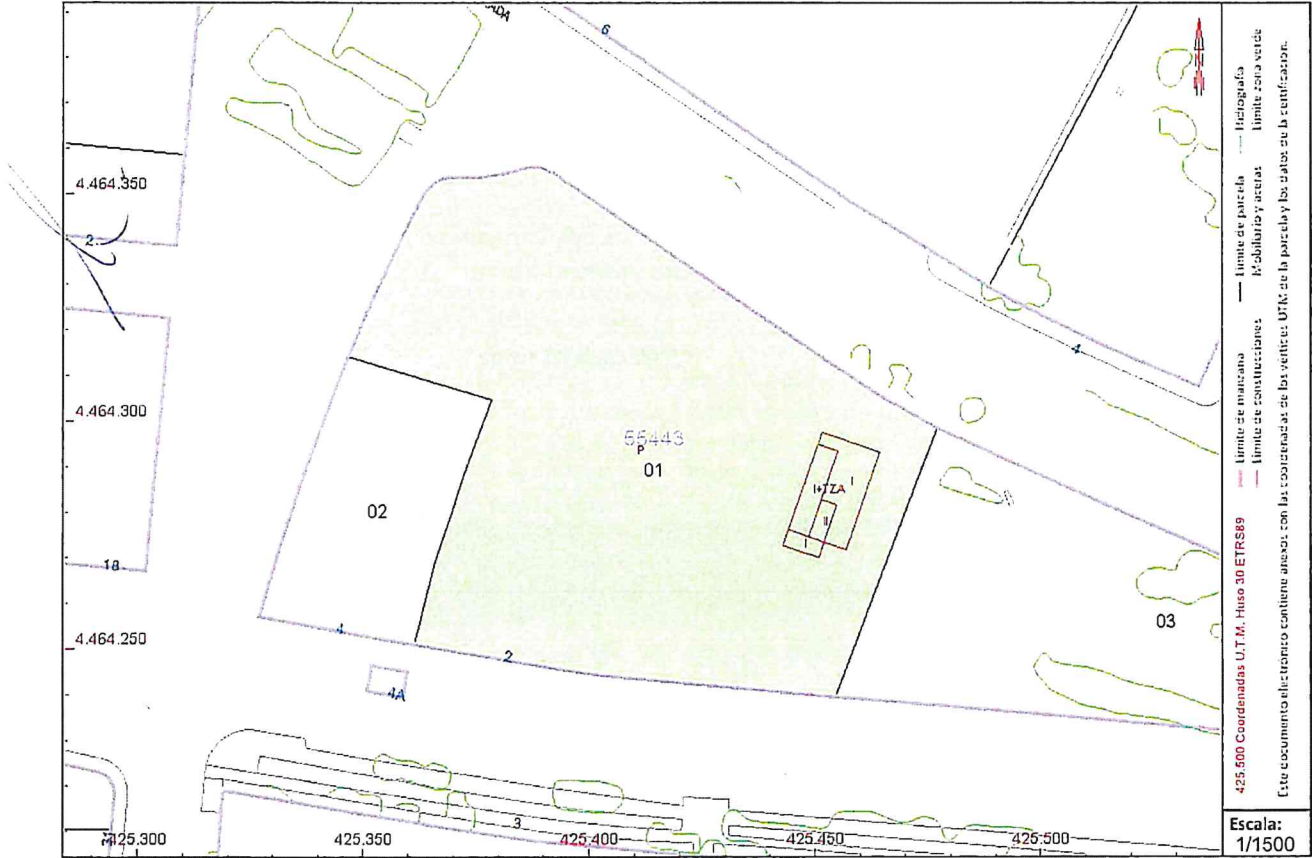 ADA
6
4.464.350
2
4
4.464.300
55443
P
01
I+TZA
I
II
I
02
18
03
4.464.250
4
2
4A
3
425.300
425.350
425.400
425.450
425.500
425.500 Coordenadas U.T.M. Huso 30 ETRS89
Límite de manzana
Límite de parcela
Hidrografía
Límite de construcciones
Mobiliario y aceras
Límite zona verde
Este documento electrónico contiene anexos con las coordenadas de los vértices UTM de la parcela y los datos de la certificación.
Escala:
1/1500